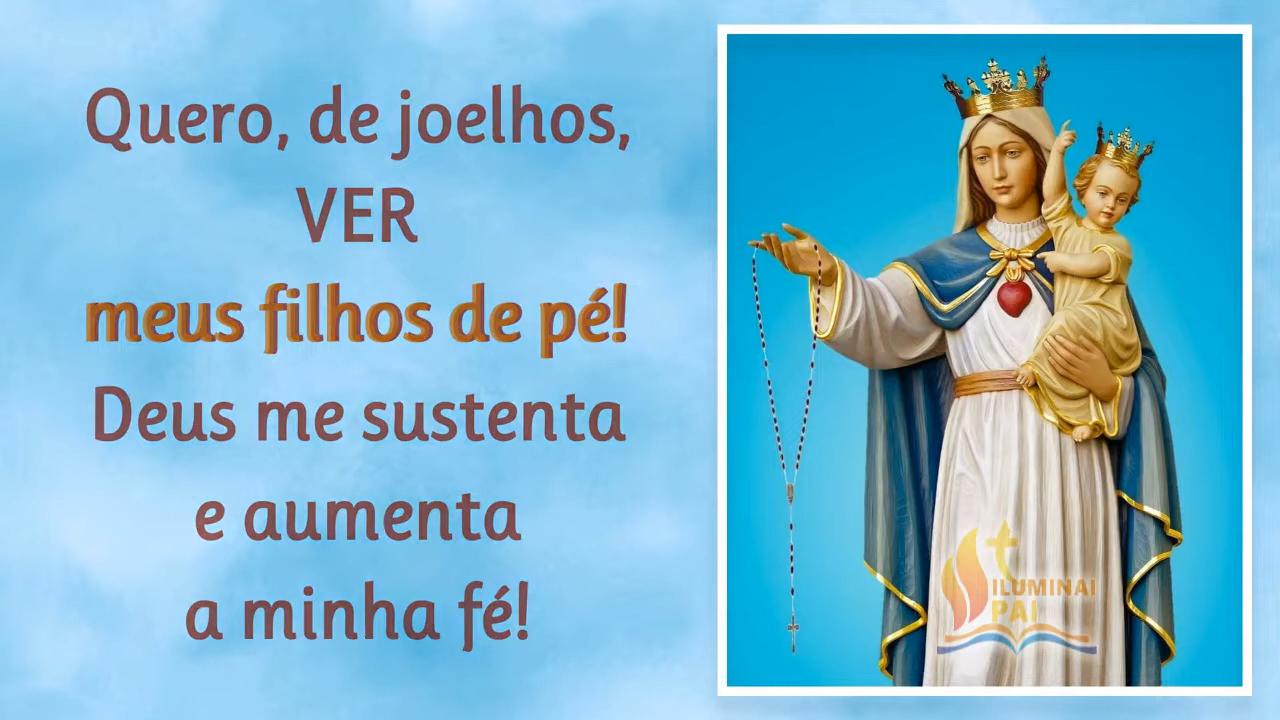 Quero, de joelhos,
VER
meus filhos de pé!
Deus me sustenta
e aumenta
a minha fé!
ILUMINAI
PAI